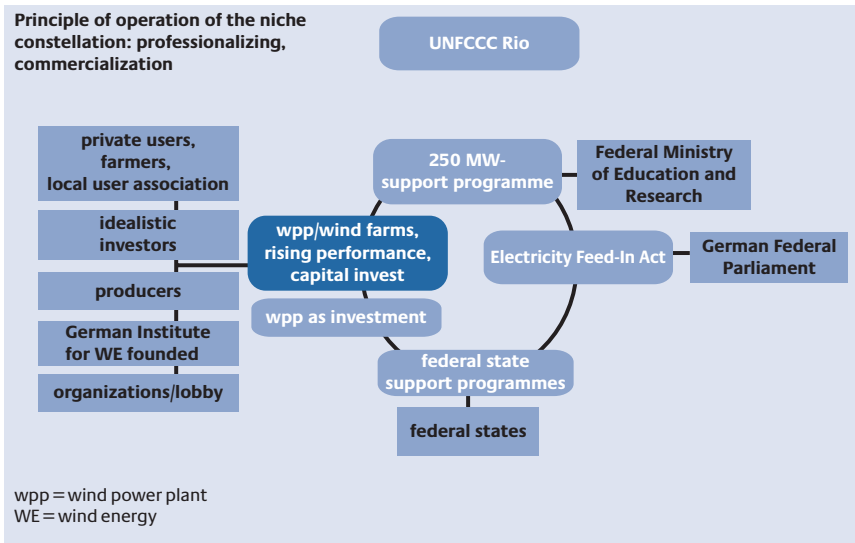 Principle of operation of the niche
constellation: professionalizing,
commercialization
UNFCCC Rio
private users,
farmers,
local user association
idealistic
investors
producers
German Institute
for WE founded
organizations/lobby
wpp/wind farms,
rising performance,
capital invest
wpp as investment
250 MW-
support programme
Federal Ministry
of Education and
Research
Electricity Feed-In Act
German Federal
Parliament
federal state
support programmes
federal states
wpp = wind power plant
WE = wind energy